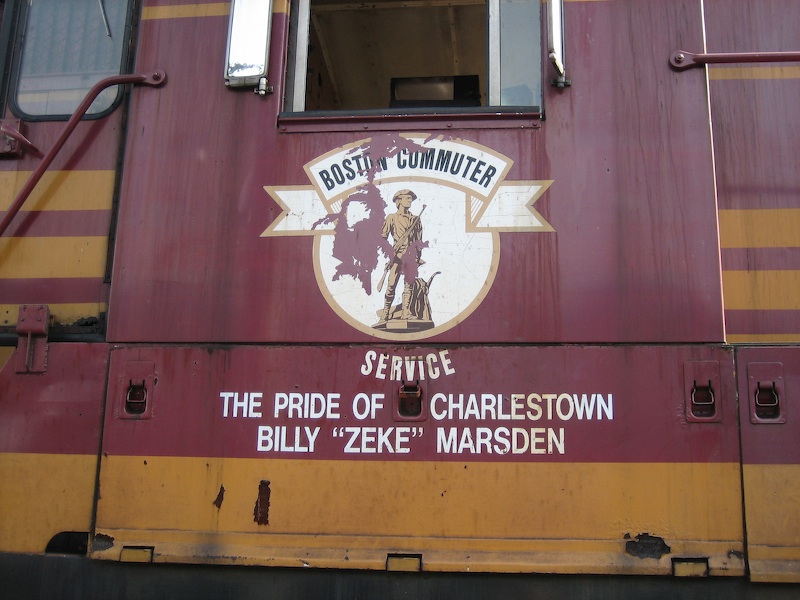 BOSTON COMMUTER
SERVICE
THE PRIDE OF CHARLESTOWN
BILLY "ZEKE" MARSDEN